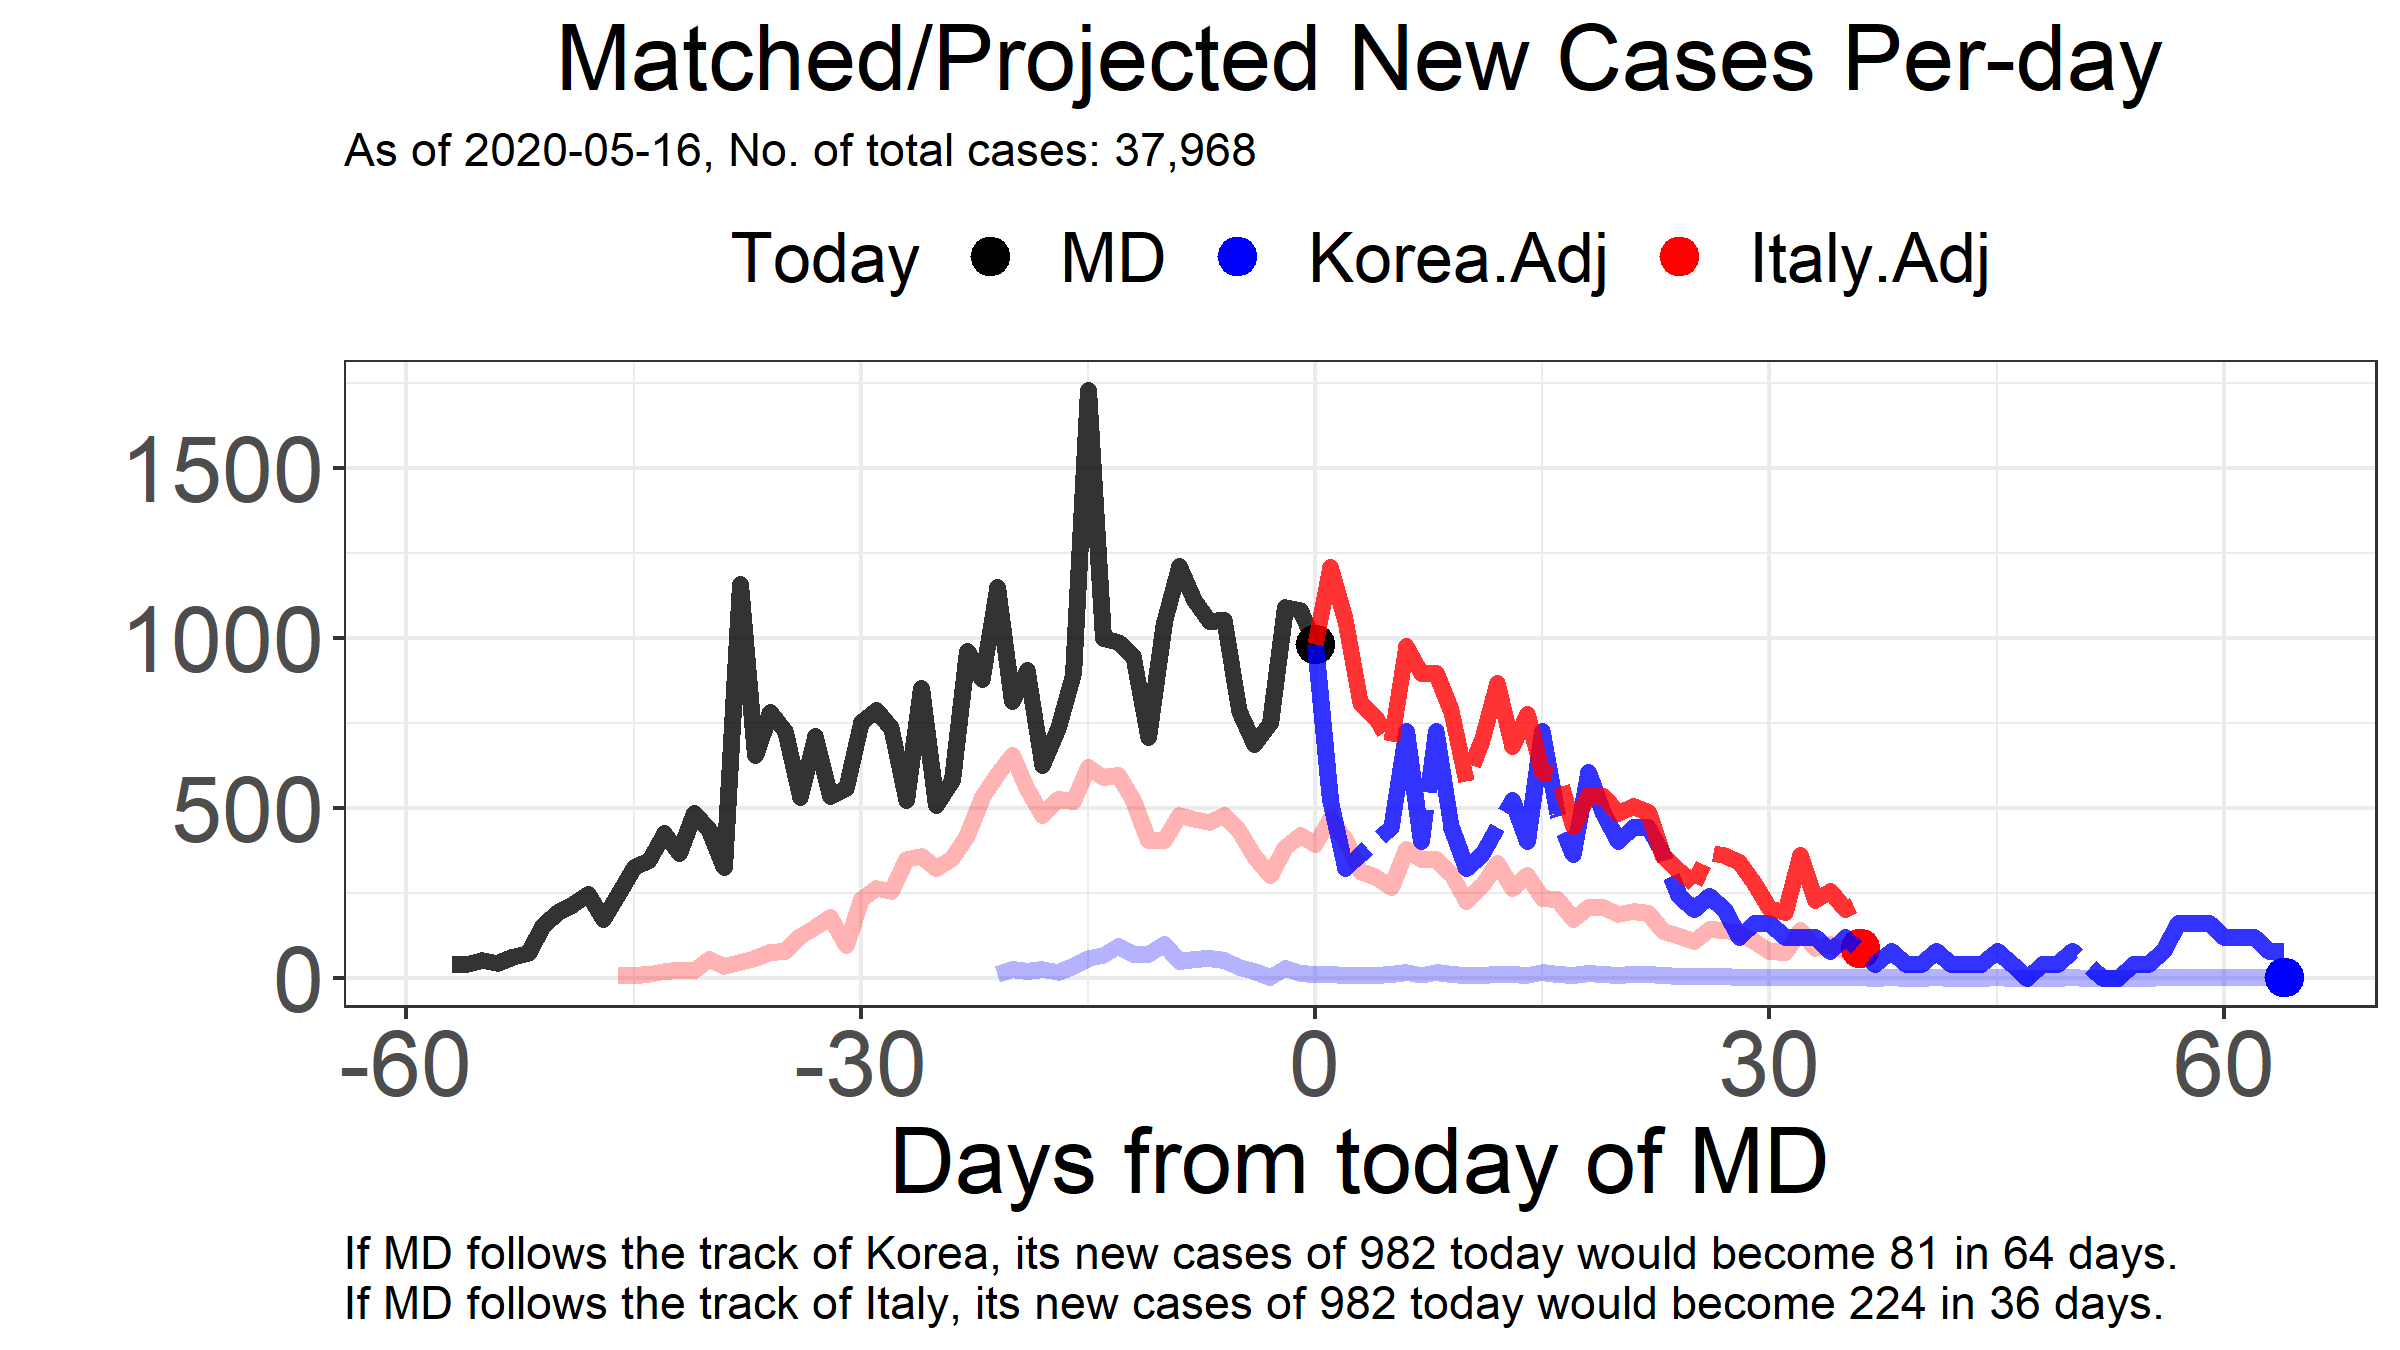 Matched/Projected New Cases Per-day
As of 2020-05-16, No. of total cases: 37,968
Today MD Korea.Adj Italy.Adj
1500
1000
500
0
-60 -30 0 30 60
Days from today of MD
If MD follows the track of Korea, its new cases of 982 today would become 81 in 64 days.
If MD follows the track of Italy, its new cases of 982 today would become 224 in 36 days.